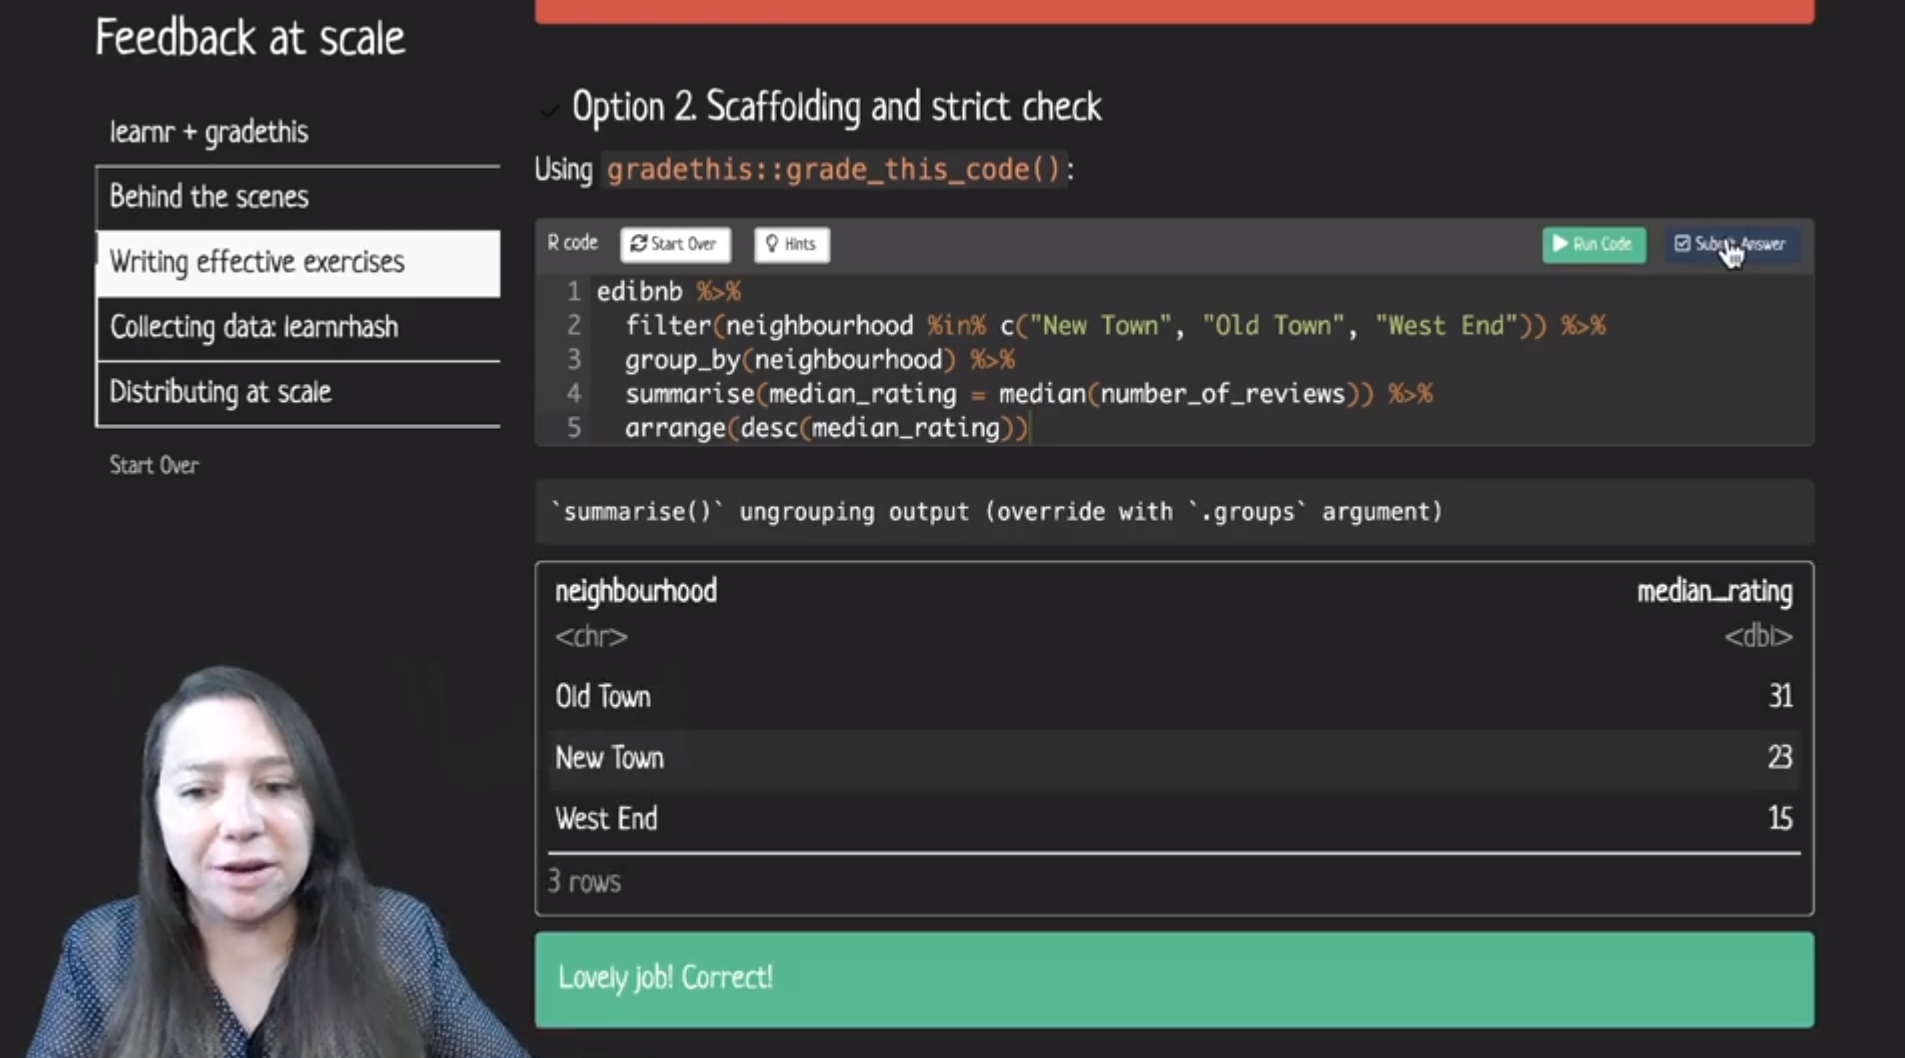 Feedback at scale
learnr + gradethis
Behind the scenes
Writing effective exercises
Collecting data: learnrhash
Distributing at scale
Start Over
Option 2. Scaffolding and strict check
Using gradethis::grade_this_code():
R code Start Over Hints Run Code Submit Answer
1 edibnb %>%
2 filter(neighbourhood %in% c("New Town", "Old Town", "West End")) %>%
3 group_by(neighbourhood) %>%
4 summarise(median_rating = median(number_of_reviews)) %>%
5 arrange(desc(median_rating))
`summarise()` ungrouping output (override with `.groups` argument)
neighbourhood median_rating
<chr> <dbl>
Old Town 31
New Town 23
West End 15
3 rows
Lovely job! Correct!